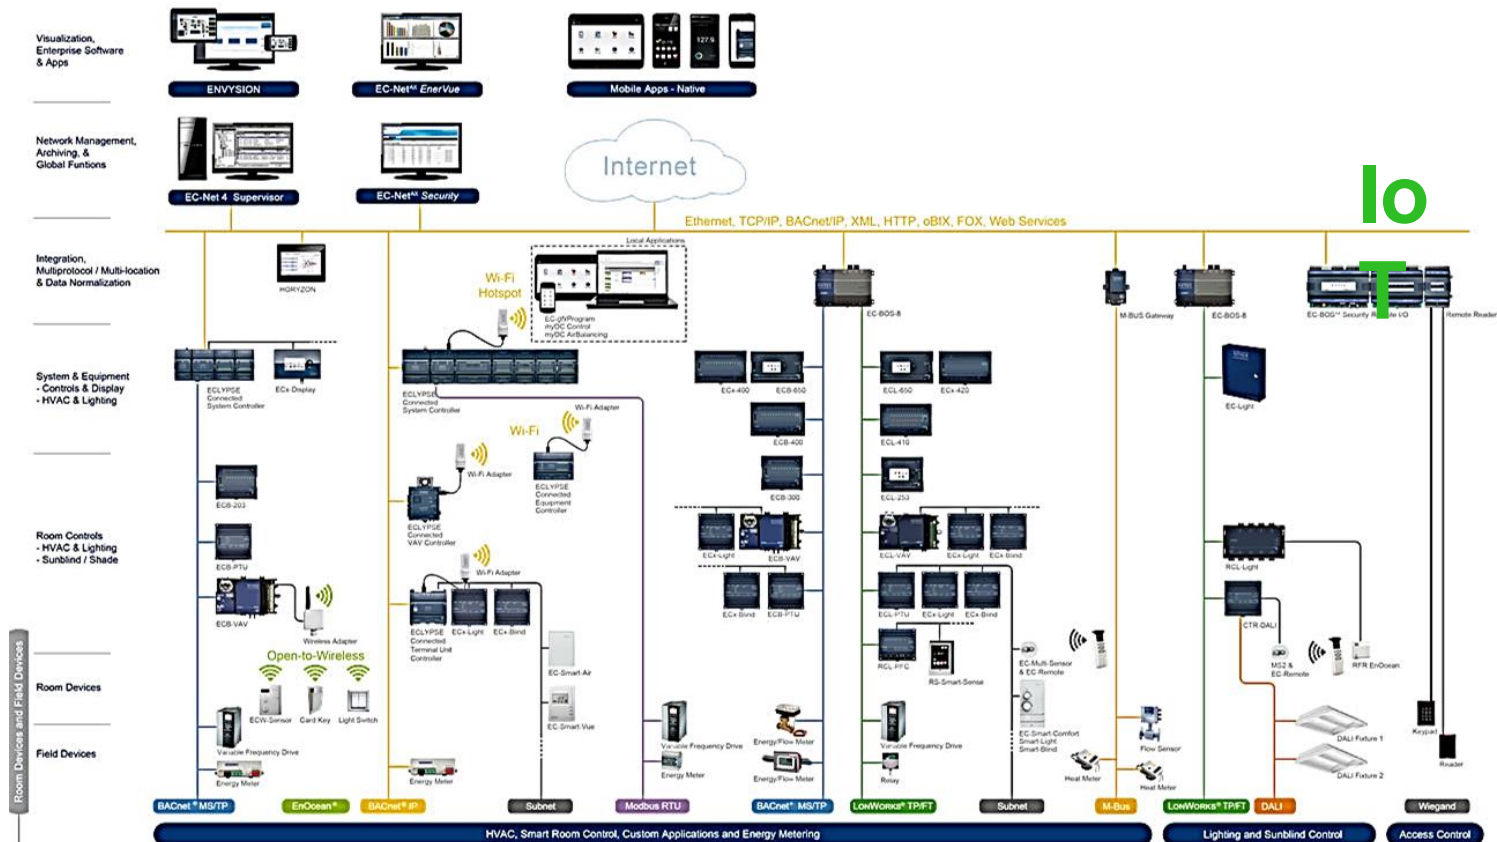 Visualization,
Enterprise Software
& Apps
ENVYSION
EC-Netᴬˣ EnerVue
127.5
Mobile Apps - Native
Network Management,
Archiving, &
Global Funtions
EC-Net 4 Supervisor
EC-Netᴬˣ Security
Internet
Io
T
Ethernet, TCP/IP, BACnet/IP, XML, HTTP, oBIX, FOX, Web Services
Integration,
Multiprotocol / Multi-location
& Data Normalization
HORYZON
Wi-Fi
Hotspot
Local Applications
EC-gfxProgram
myDC Control
myDC AirBalancing
EC-BOS-8
M-BUS Gateway
EC-BOS-8
Remote Reader
System & Equipment
- Controls & Display
- HVAC & Lighting
ECLYPSE
Connected
System Controller
ECx-Display
ECLYPSE
Connected
System Controller
Wi-Fi Adapter
Wi-Fi
ECx-400
ECB-650
ECL-650
ECx-420
ECB-400
ECL-410
EC-Light
Room Controls
- HVAC & Lighting
- Sunblind / Shade
ECB-203
ECB-PTU
ECB-VAV
Wireless Adapter
Wi-Fi Adapter
ECLYPSE
Connected
VAV Controller
ECLYPSE
Connected
Equipment
Controller
Wi-Fi Adapter
ECLYPSE
Connected
Terminal Unit
Controller
ECx-Light
ECx-Blind
ECB-300
ECL-253
ECx-Light
ECB-VAV
ECL-VAV
ECx-Light
ECx-Blind
ECx-Blind
ECB-PTU
ECL-PTU
ECx-Light
ECx-Blind
RCL-PFC
RS-Smart-Sense
RCL-Light
CTR-DALI
Room Devices and Field Devices
Room Devices
Open-to-Wireless
ECW-Sensor
Card Key
Light Switch
EC-Smart-Air
EC-Smart-Vue
EC-Multi-Sensor
& EC-Remote
EC-Smart-Comfort
Smart-Light
Smart-Blind
MS2 &
EC-Remote
RFR EnOcean
Field Devices
Variable Frequency Drive
Energy Meter
Energy Meter
Variable Frequency Drive
Energy Meter
Energy/Flow Meter
Energy/Flow Meter
Variable Frequency Drive
Relay
Flow Sensor
Heat Meter
Heat Meter
DALI Fixture 1
DALI Fixture 2
Keypad
Reader
BACnet® MS/TP
EnOcean®
BACnet® IP
Subnet
Modbus RTU
BACnet® MS/TP
LONWORKS® TP/FT
Subnet
M-Bus
LONWORKS® TP/FT
DALI
Wiegand
HVAC, Smart Room Control, Custom Applications and Energy Metering
Lighting and Sunblind Control
Access Control